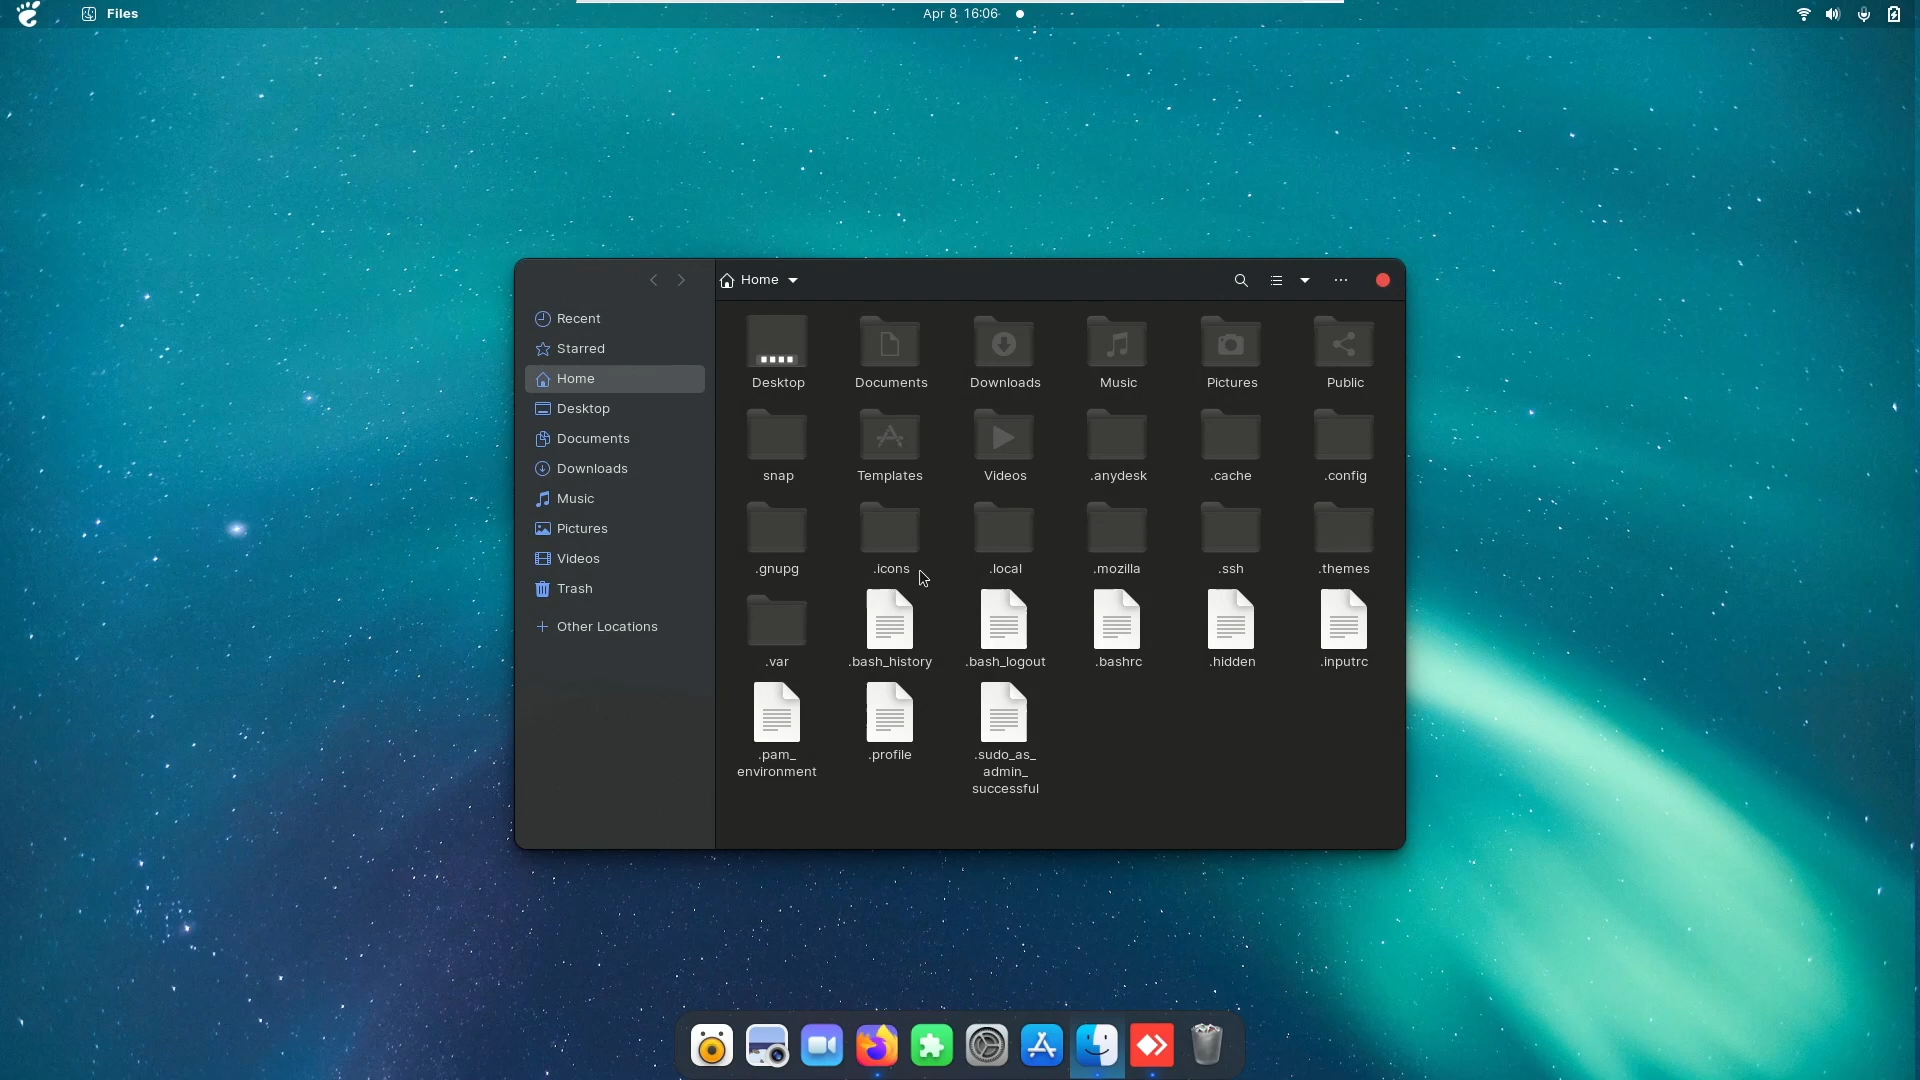 Files
Apr 8 16:06
Home
Recent
Starred
Home
Desktop
Documents
Downloads
Music
Pictures
Videos
Trash
Other Locations
Desktop
Documents
Downloads
Music
Pictures
Public
snap
Templates
Videos
.anydesk
.cache
.config
.gnupg
.icons
.local
.mozilla
.ssh
.themes
.var
.bash_history
.bash_logout
.bashrc
.hidden
.inputrc
.pam_
environment
.profile
.sudo_as_
admin_
successful